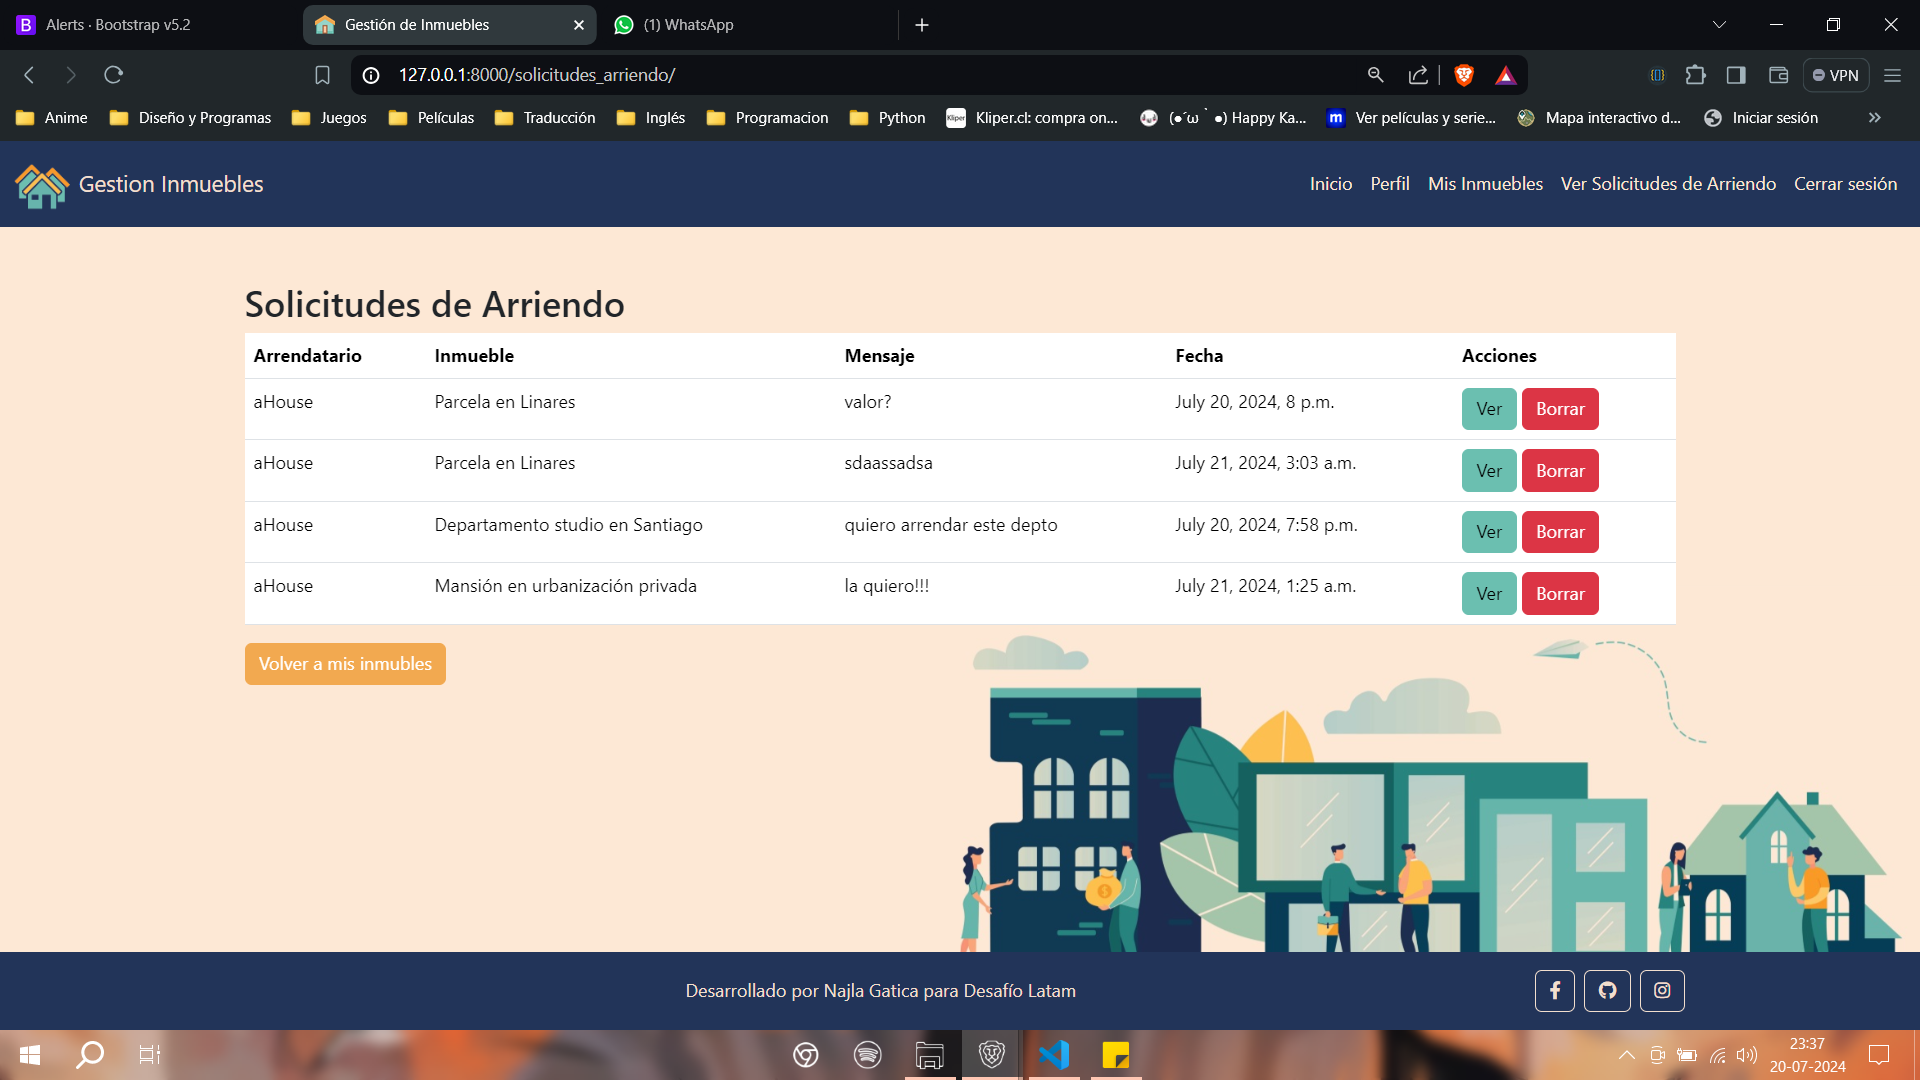 Alerts · Bootstrap v5.2
Gestión de Inmuebles
(1) WhatsApp
127.0.0.1:8000/solicitudes_arriendo/
VPN
Anime
Diseño y Programas
Juegos
Películas
Traducción
Inglés
Programacion
Python
Kliper.cl: compra on...
(●´ω｀●) Happy Ka...
Ver películas y serie...
Mapa interactivo d...
Iniciar sesión
Gestion Inmuebles
Inicio
Perfil
Mis Inmuebles
Ver Solicitudes de Arriendo
Cerrar sesión
Solicitudes de Arriendo
Arrendatario Inmueble Mensaje Fecha Acciones
aHouse Parcela en Linares valor? July 20, 2024, 8 p.m. Ver Borrar
aHouse Parcela en Linares sdaassadsa July 21, 2024, 3:03 a.m. Ver Borrar
aHouse Departamento studio en Santiago quiero arrendar este depto July 20, 2024, 7:58 p.m. Ver Borrar
aHouse Mansión en urbanización privada la quiero!!! July 21, 2024, 1:25 a.m. Ver Borrar
Volver a mis inmubles
Desarrollado por Najla Gatica para Desafío Latam
23:37
20-07-2024